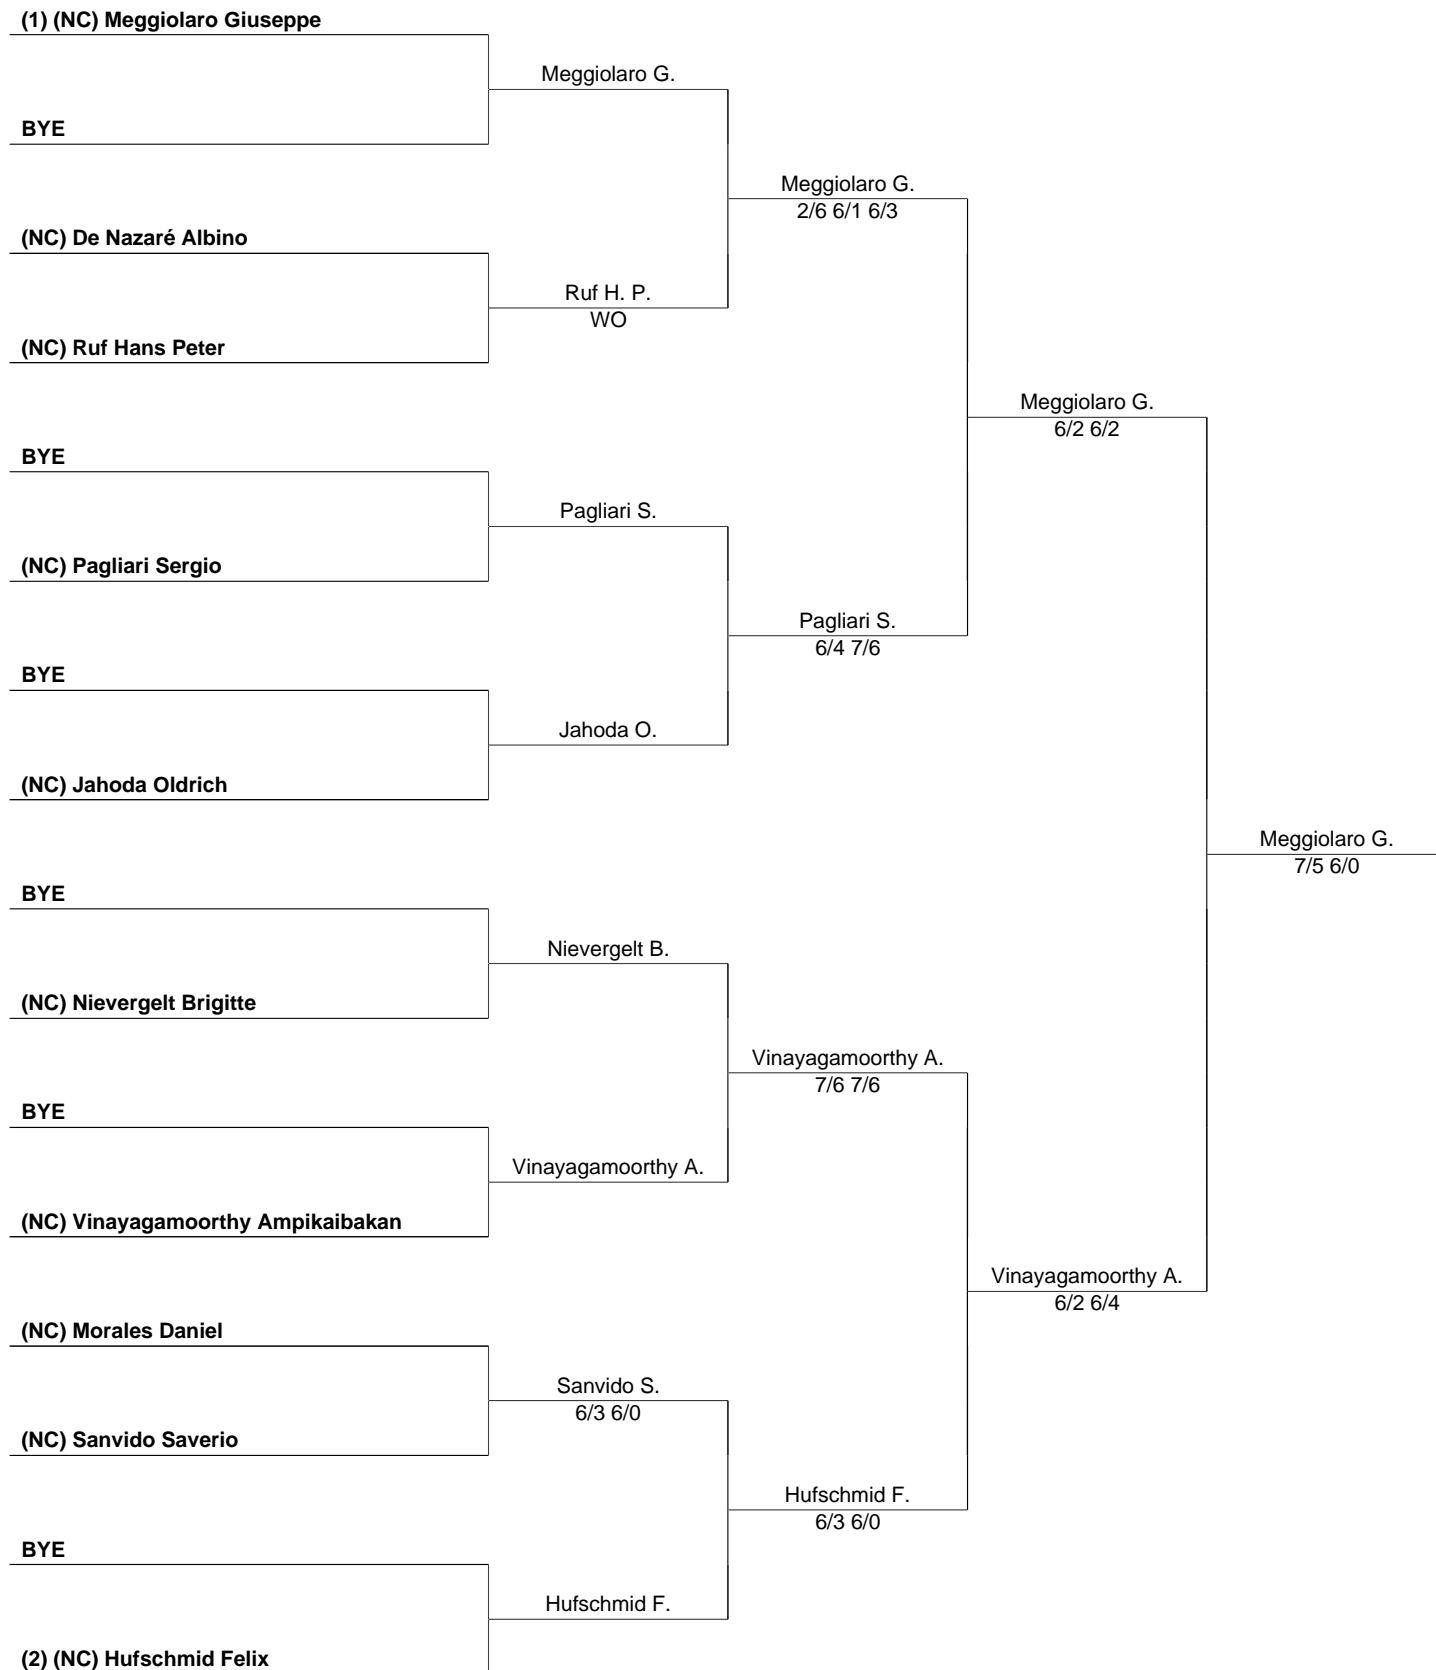 (1) (NC) Meggiolaro Giuseppe
Meggiolaro G.
BYE
Meggiolaro G.
2/6 6/1 6/3
(NC) De Nazaré Albino
Ruf H. P.
WO
(NC) Ruf Hans Peter
Meggiolaro G.
6/2 6/2
BYE
Pagliari S.
(NC) Pagliari Sergio
Pagliari S.
6/4 7/6
BYE
Jahoda O.
(NC) Jahoda Oldrich
Meggiolaro G.
7/5 6/0
BYE
Nievergelt B.
(NC) Nievergelt Brigitte
Vinayagamoorthy A.
7/6 7/6
BYE
Vinayagamoorthy A.
(NC) Vinayagamoorthy Ampikaibakan
Vinayagamoorthy A.
6/2 6/4
(NC) Morales Daniel
Sanvido S.
6/3 6/0
(NC) Sanvido Saverio
Hufschmid F.
6/3 6/0
BYE
Hufschmid F.
(2) (NC) Hufschmid Felix